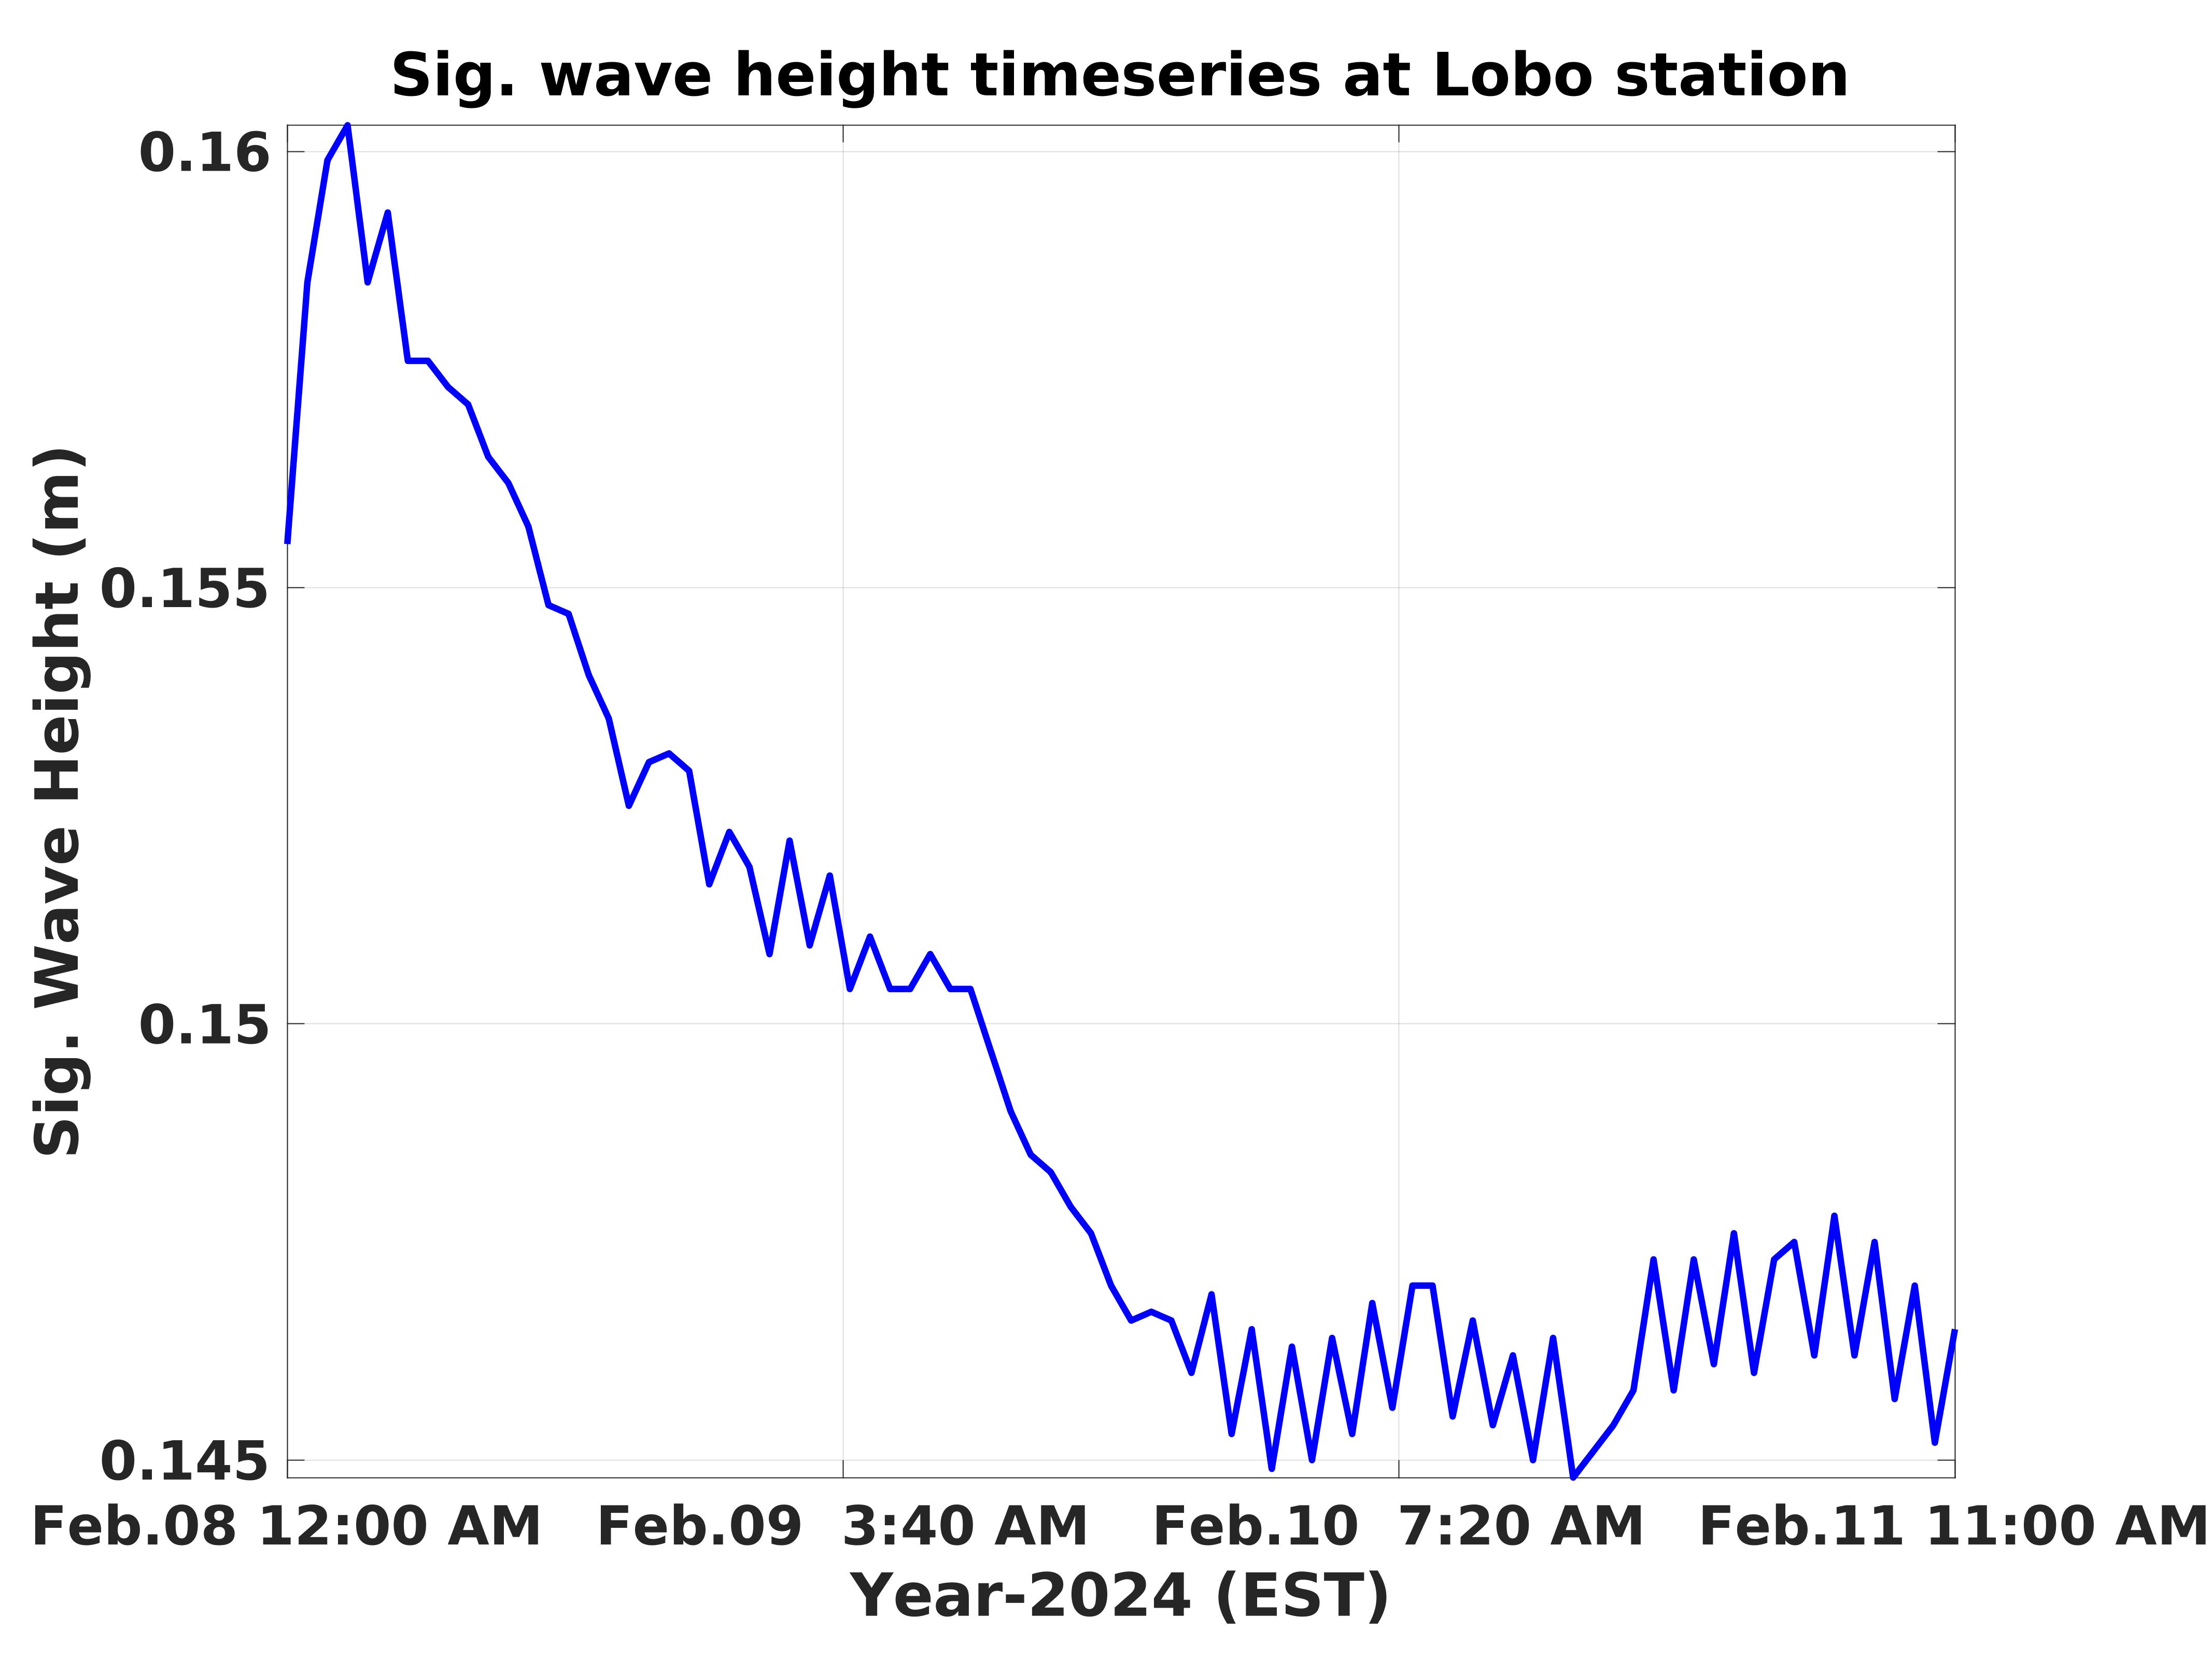 Sig. wave height timeseries at Lobo station
Sig. Wave Height (m)
0.16
0.155
0.15
0.145
Feb.08 12:00 AM Feb.09  3:40 AM Feb.10  7:20 AM Feb.11 11:00 AM
Year-2024 (EST)